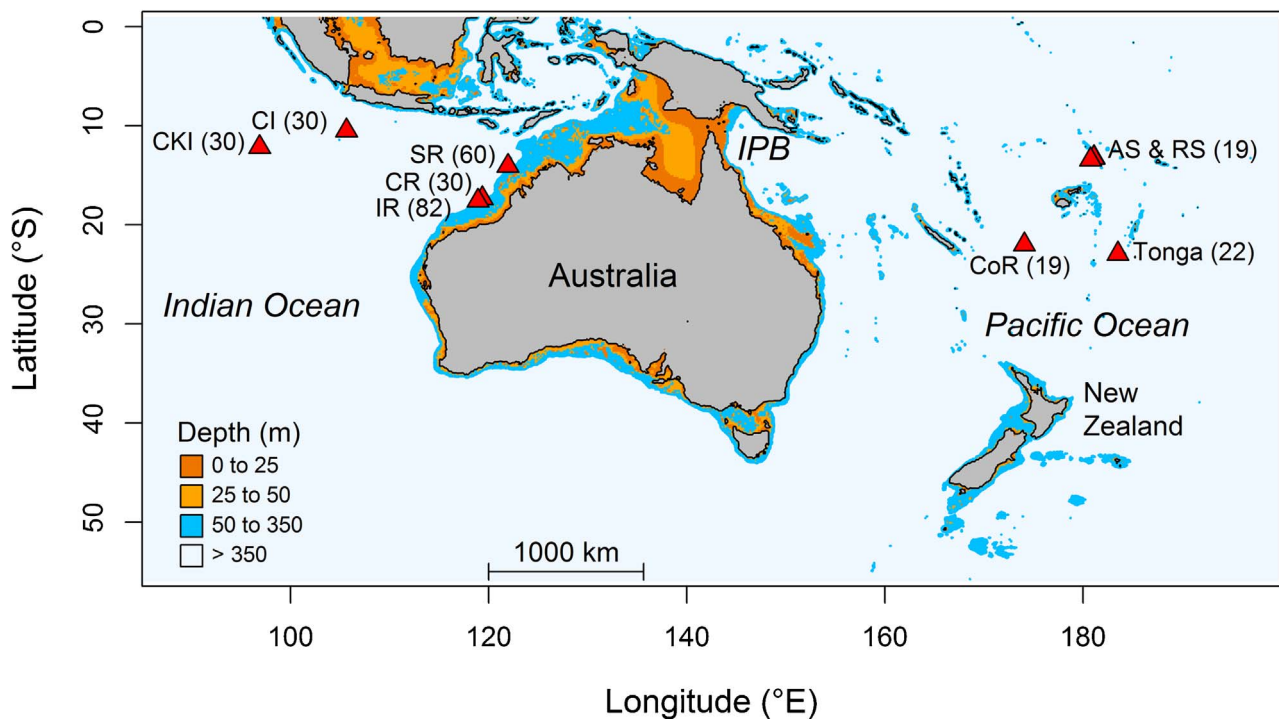 0
10
20
30
40
50
Latitude (°S)
CI (30)
CKI (30)
SR (60)
CR (30)
IR (82)
IPB
AS & RS (19)
CoR (19)
Tonga (22)
Australia
Indian Ocean
Pacific Ocean
New
Zealand
Depth (m)
0 to 25
25 to 50
50 to 350
> 350
1000 km
100
120
140
160
180
Longitude (°E)